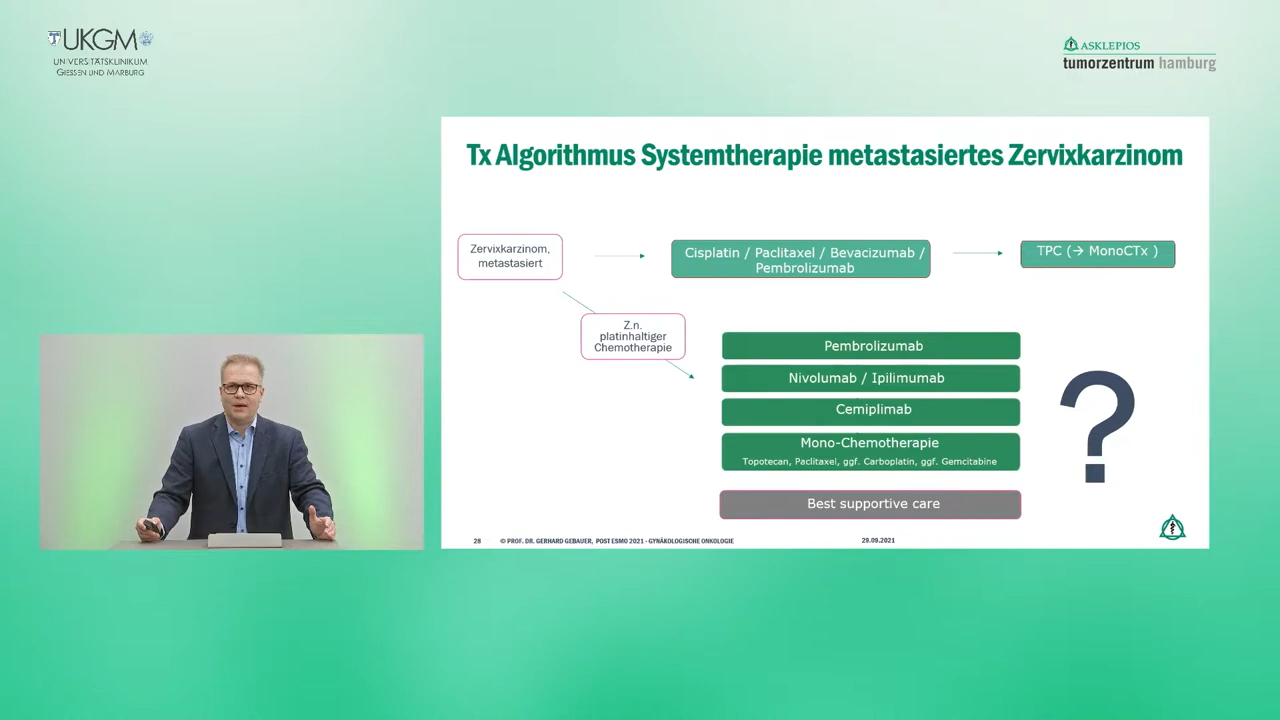 UKGM
UNIVERSITÄTSKLINIKUM
GIESSEN UND MARBURG
ASKLEPIOS
tumorzentrum hamburg
Tx Algorithmus Systemtherapie metastasiertes Zervixkarzinom
Zervixkarzinom,
metastasiert
Cisplatin / Paclitaxel / Bevacizumab /
Pembrolizumab
TPC (→ MonoCTx )
Z.n.
platinhaltiger
Chemotherapie
Pembrolizumab
Nivolumab / Ipilimumab
Cemiplimab
Mono-Chemotherapie
Topotecan, Paclitaxel, ggf. Carboplatin, ggf. Gemcitabine
?
Best supportive care
28 © PROF. DR. GERHARD GEBAUER, POST ESMO 2021 - GYNÄKOLOGISCHE ONKOLOGIE 29.09.2021